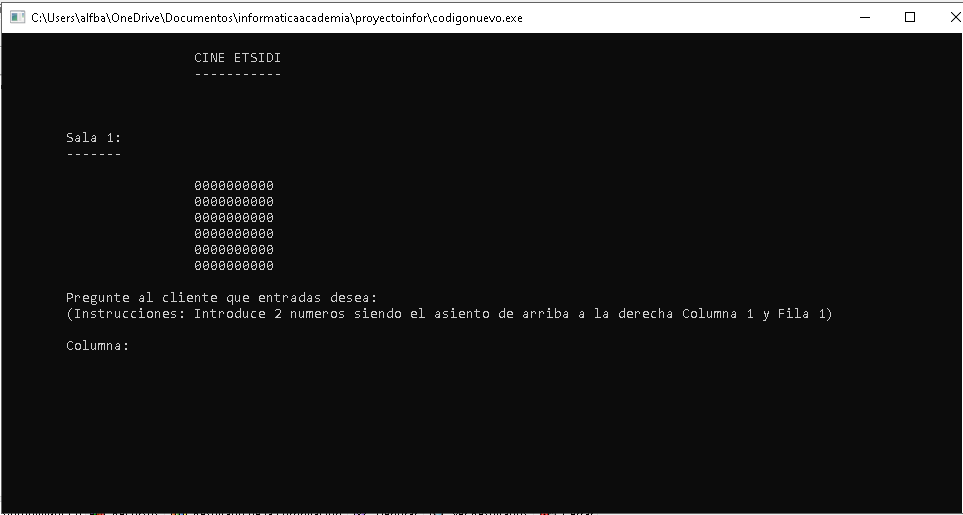 C:\Users\alfba\OneDrive\Documentos\informaticaacademia\proyectoinfor\codigonuevo.exe
CINE ETSIDI
-----------
Sala 1:
-------
0000000000
0000000000
0000000000
0000000000
0000000000
0000000000
Pregunte al cliente que entradas desea:
(Instrucciones: Introduce 2 numeros siendo el asiento de arriba a la derecha Columna 1 y Fila 1)
Columna: